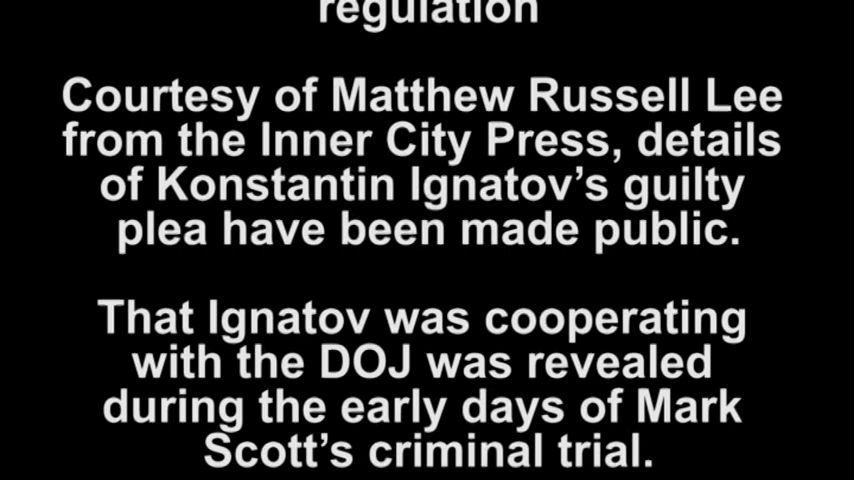 regulation
Courtesy of Matthew Russell Lee
from the Inner City Press, details
of Konstantin Ignatov’s guilty
plea have been made public.
That Ignatov was cooperating
with the DOJ was revealed
during the early days of Mark
Scott’s criminal trial.